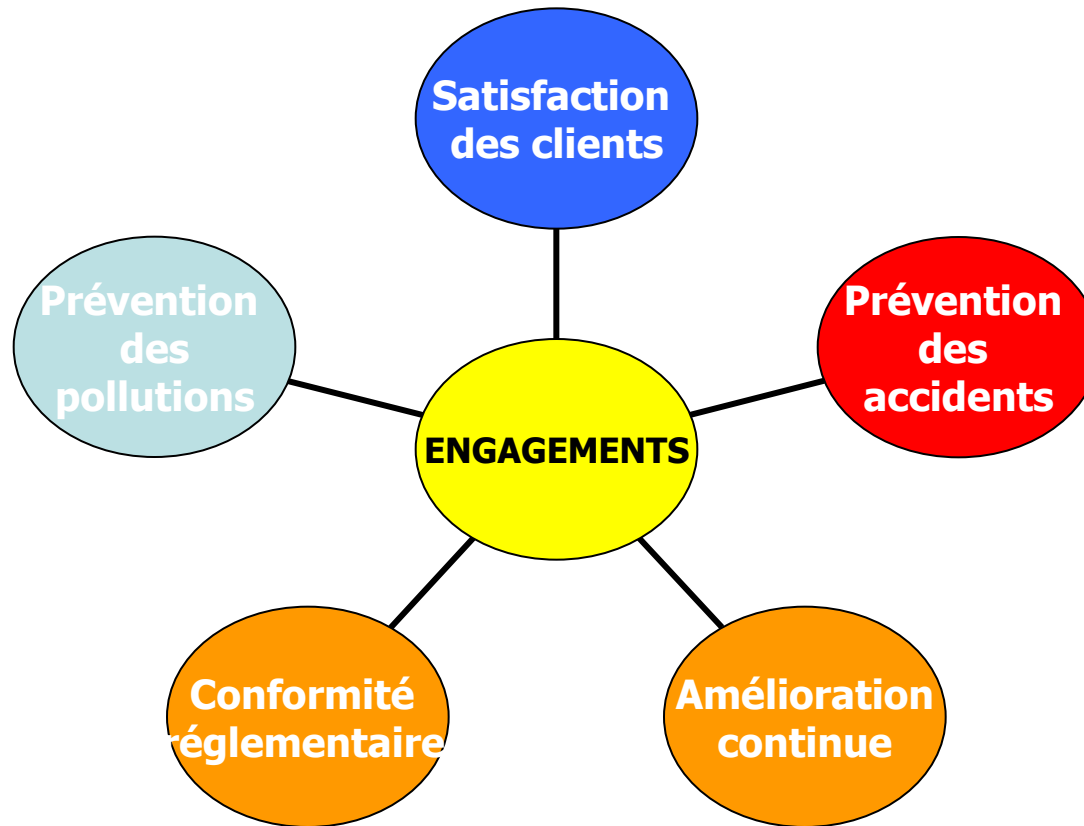 Satisfaction
des clients
Prévention
des
pollutions
Prévention
des
accidents
ENGAGEMENTS
Conformité
réglementaire
Amélioration
continue